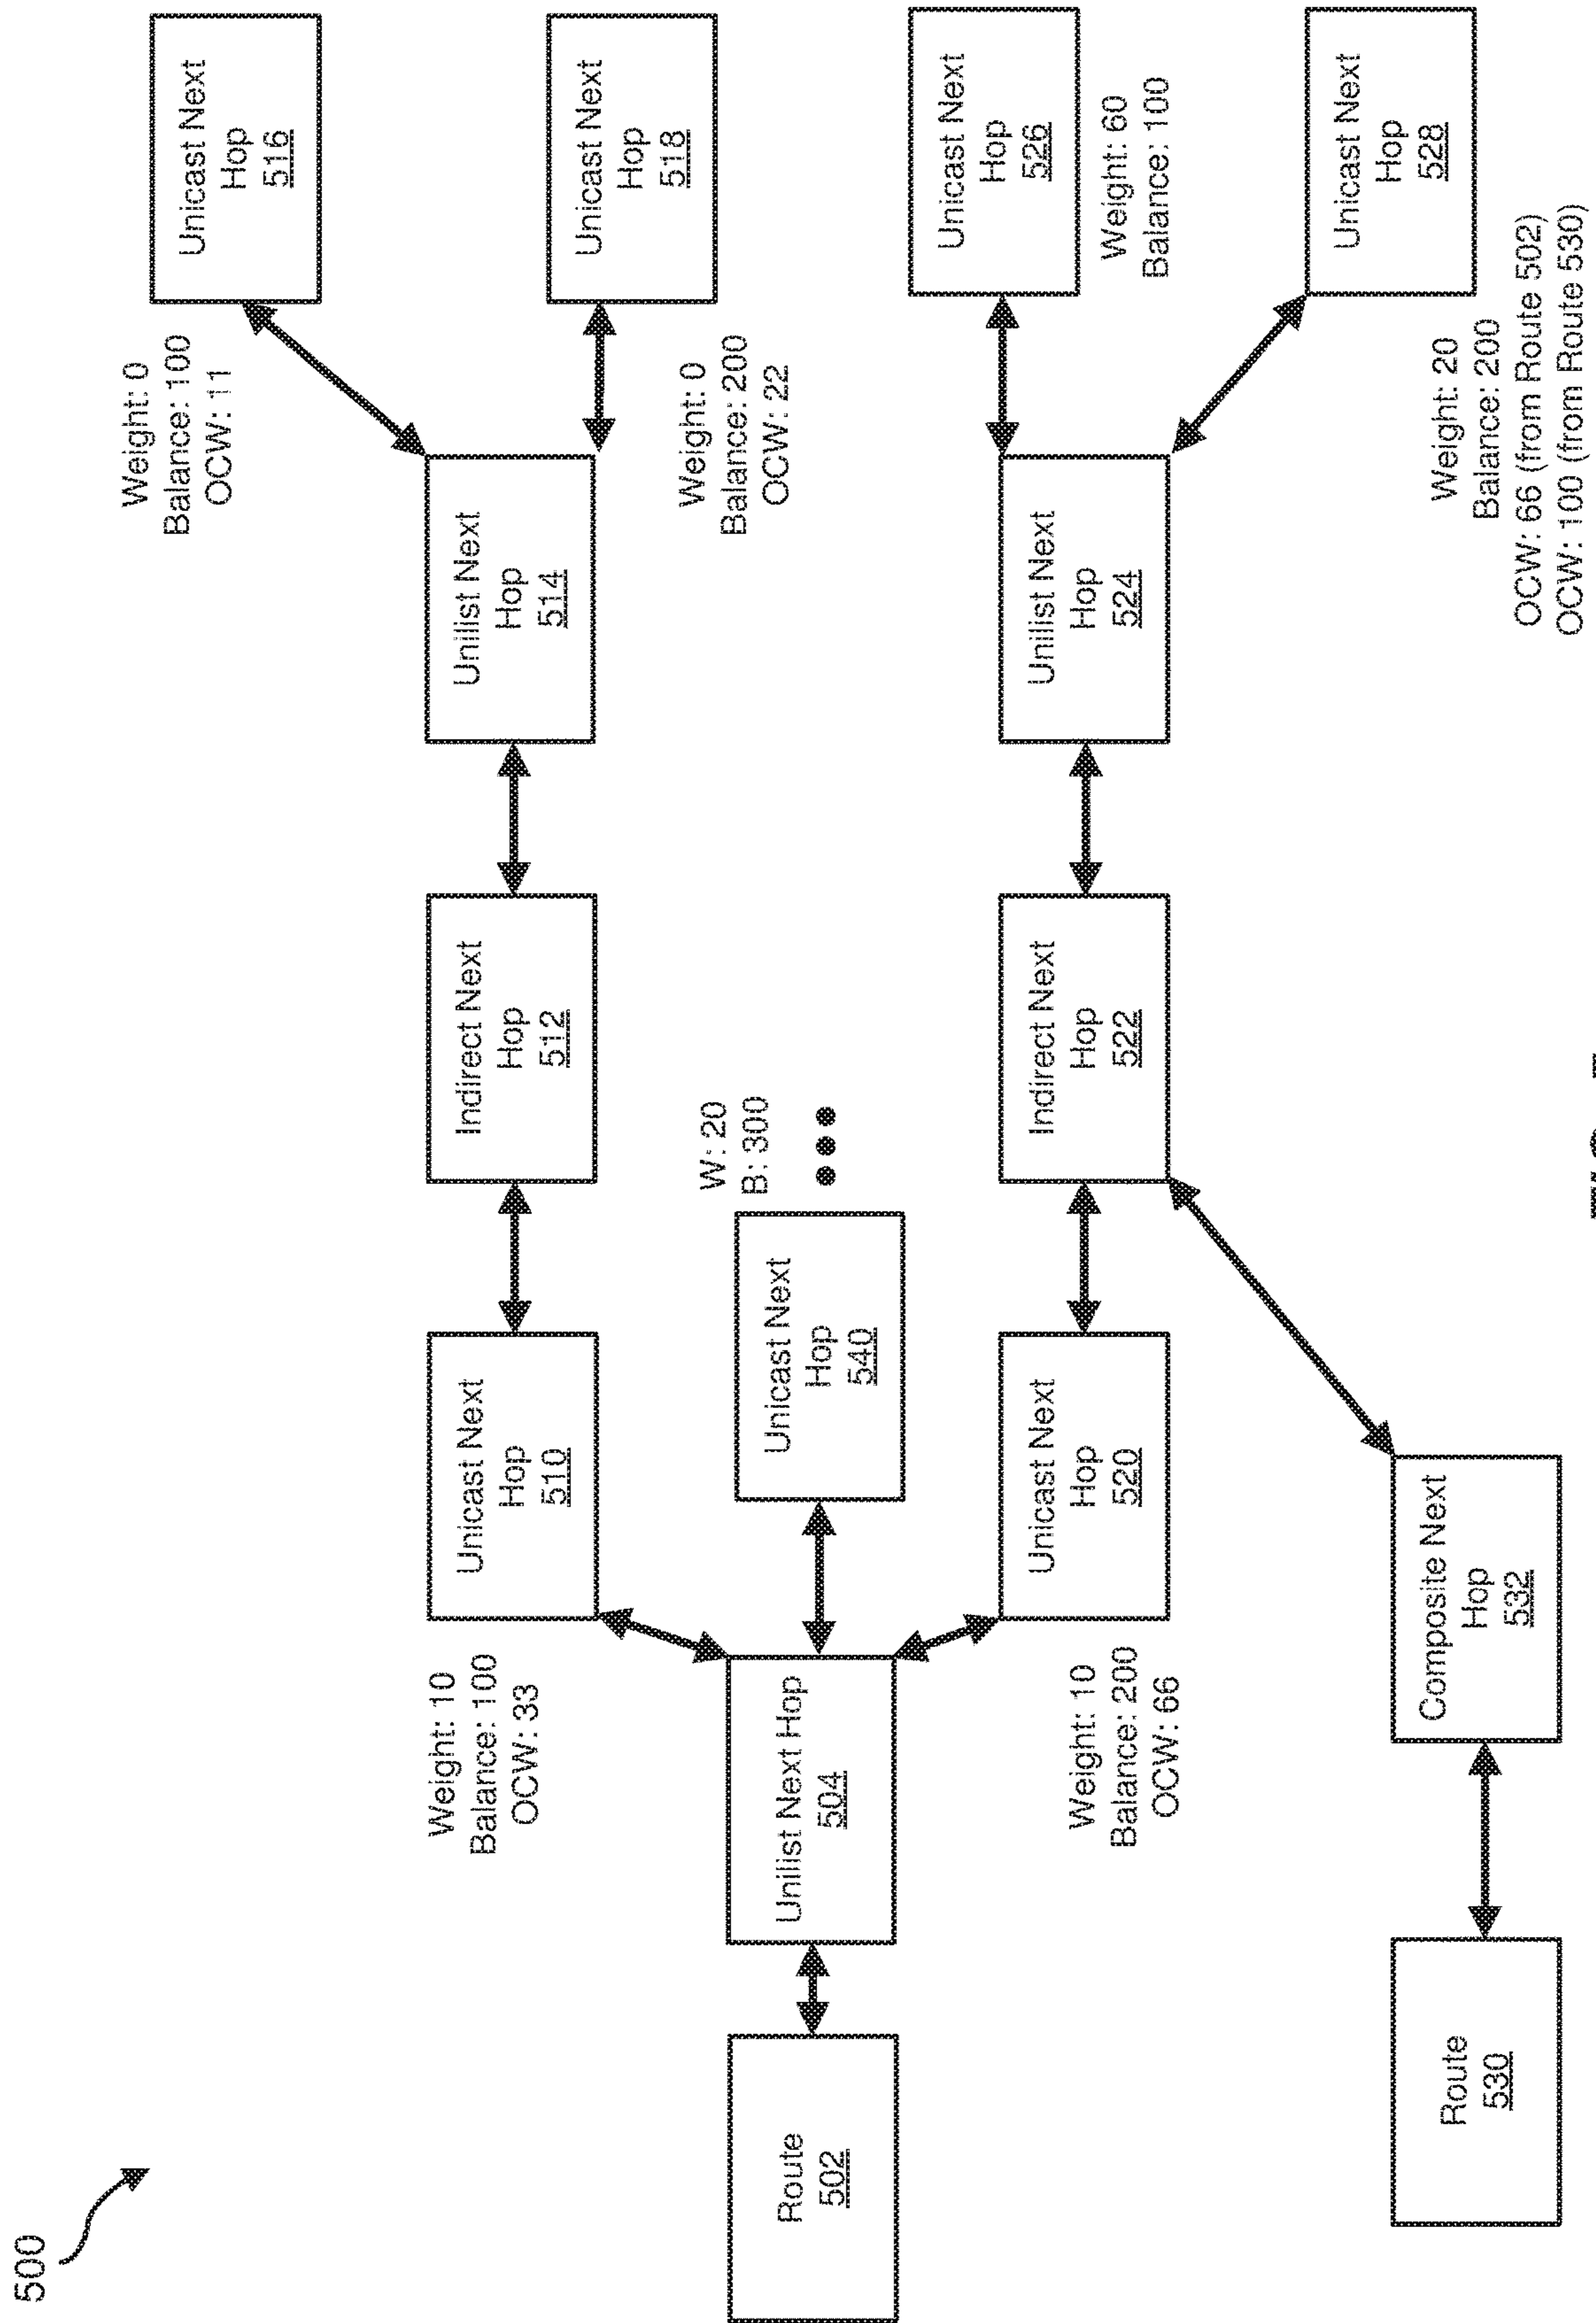 500
Route
502
Unilist Next Hop
504
Weight: 10
Balance: 100
OCW: 33
Unicast Next
Hop
510
Indirect Next
Hop
512
Unilist Next
Hop
514
Weight: 0
Balance: 100
OCW: 11
Unicast Next
Hop
516
Weight: 0
Balance: 200
OCW: 22
Unicast Next
Hop
518
Unicast Next
Hop
540
W: 20
B: 300
Weight: 10
Balance: 200
OCW: 66
Unicast Next
Hop
520
Indirect Next
Hop
522
Unilist Next
Hop
524
Unicast Next
Hop
526
Weight: 60
Balance: 100
Unicast Next
Hop
528
Weight: 20
Balance: 200
OCW: 66 (from Route 502)
OCW: 100 (from Route 530)
Route
530
Composite Next
Hop
532